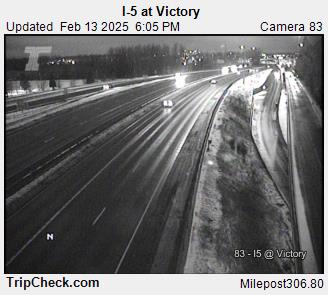 I-5 at Victory
Updated  Feb 13 2025  6:05 PM  Camera 83
T
N
83 - I5 @ Victory
TripCheck.com  Milepost306.80